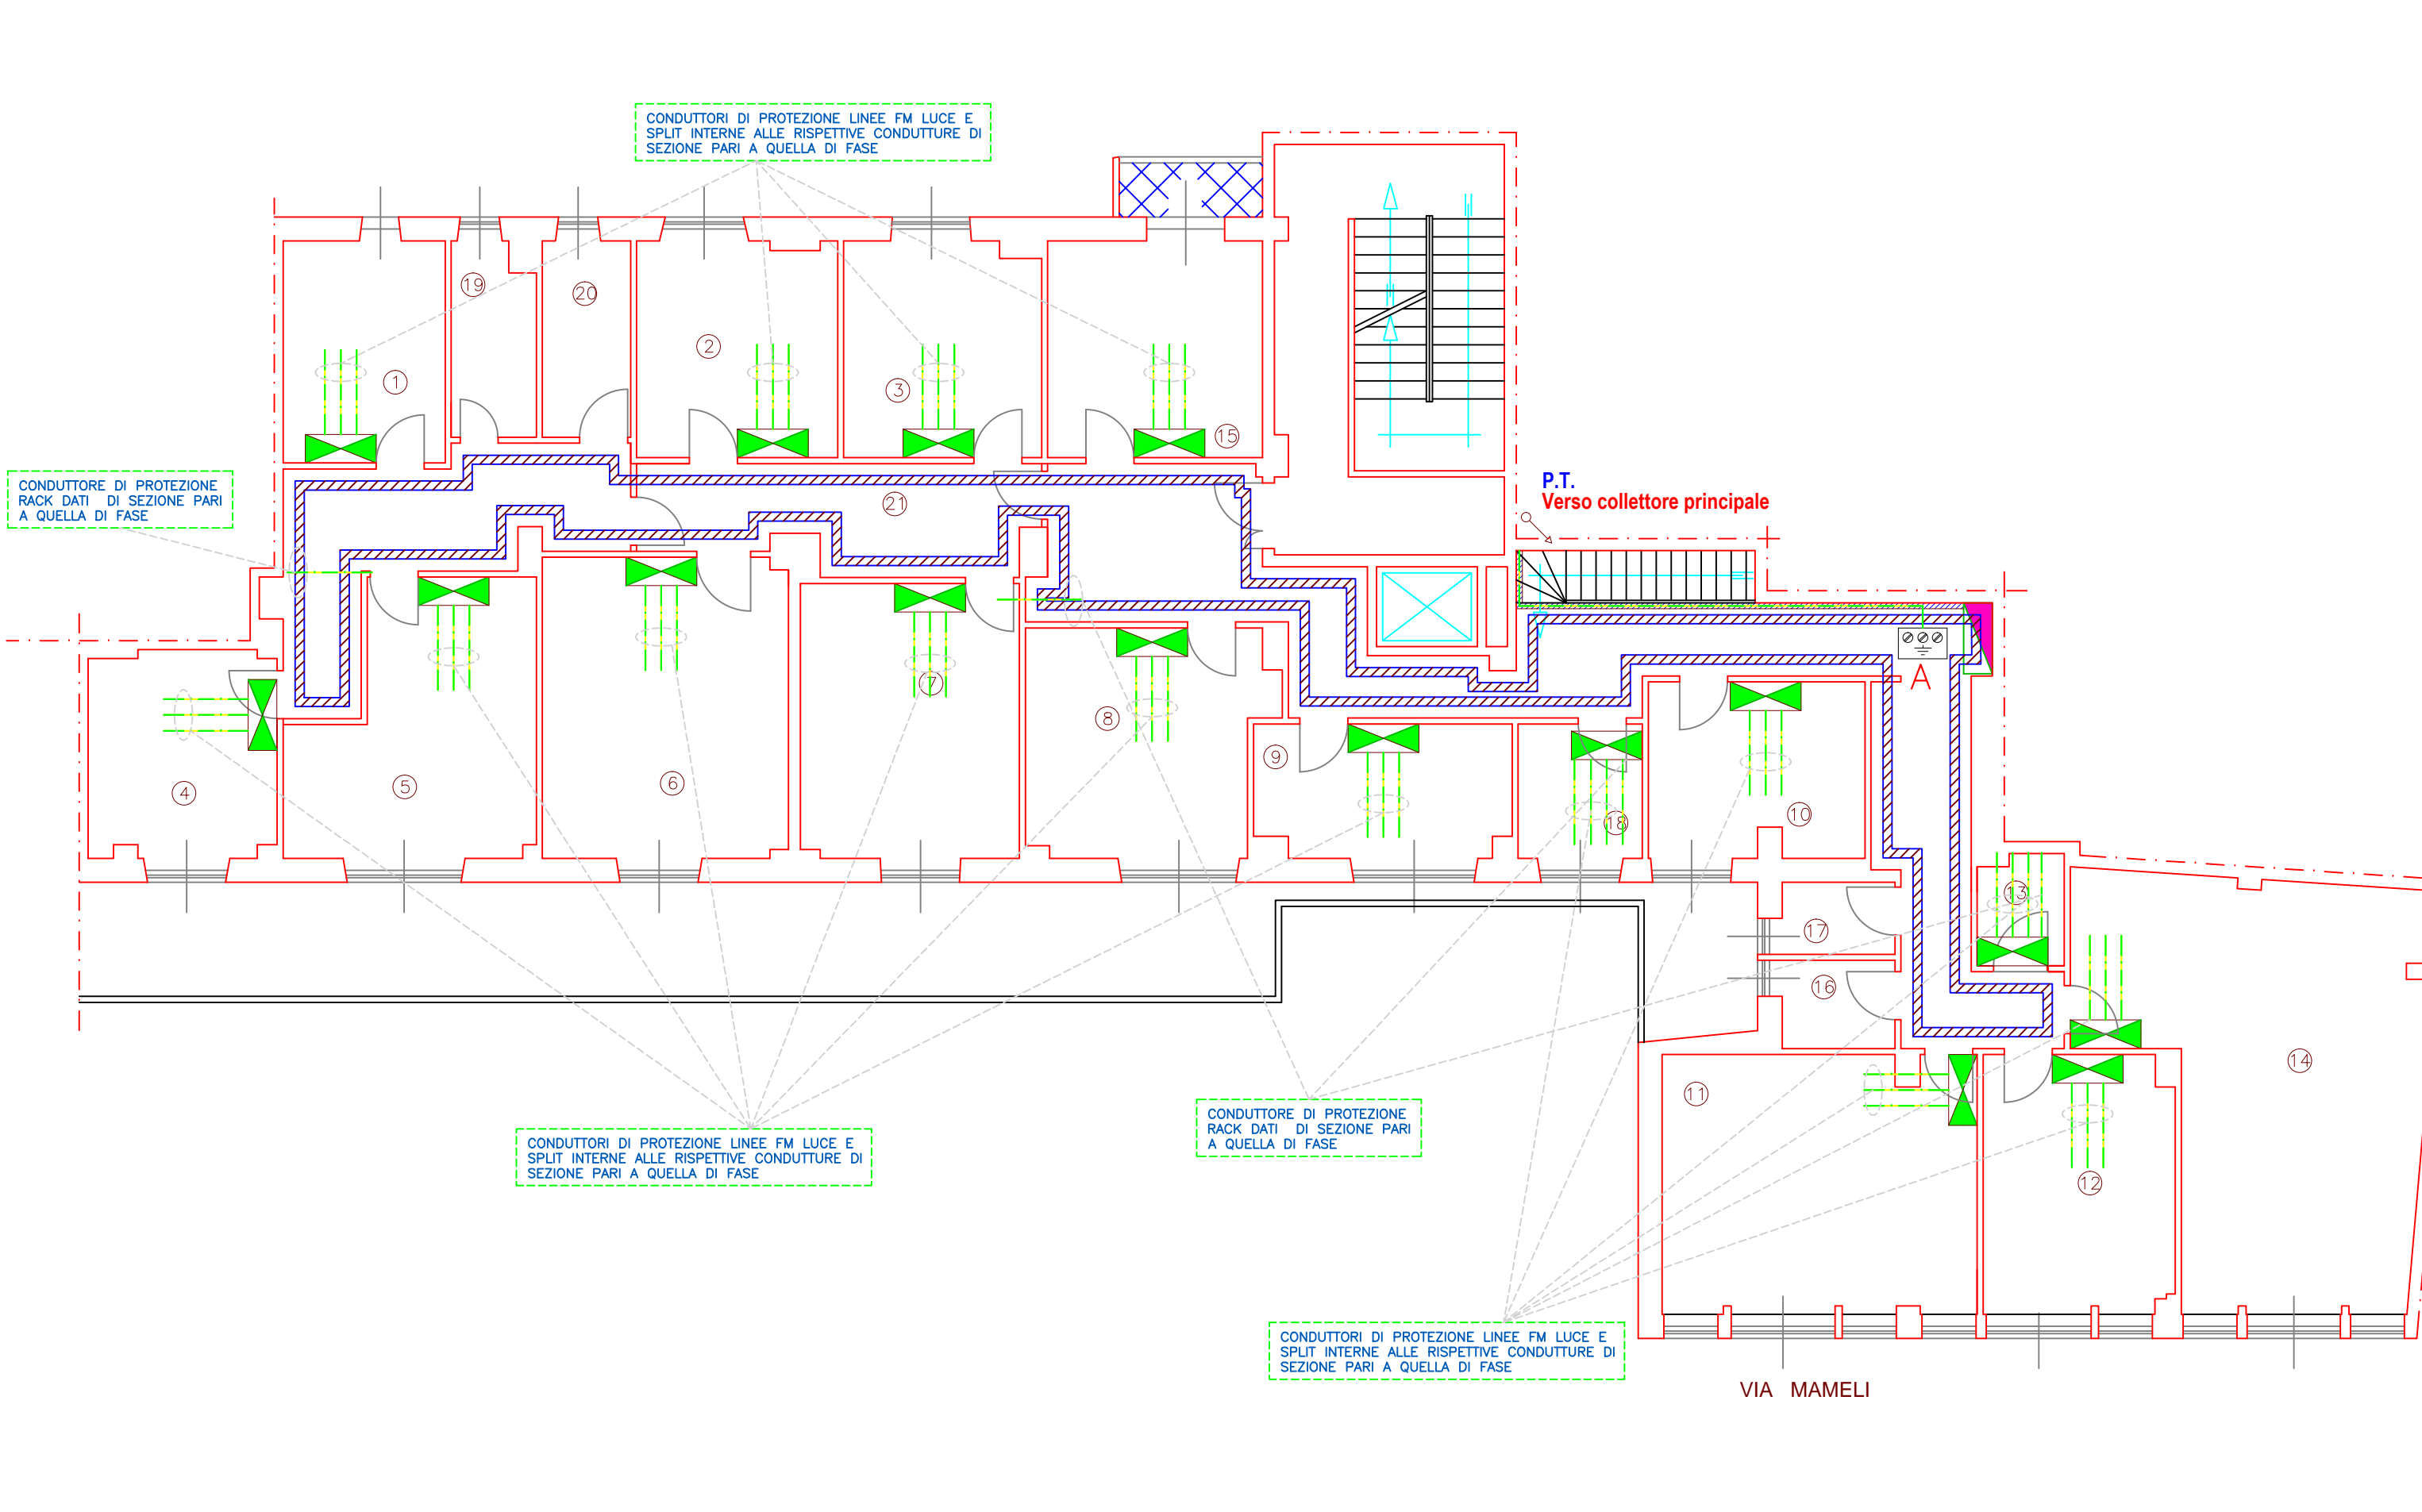 CONDUTTORI DI PROTEZIONE LINEE FM LUCE E
SPLIT INTERNE ALLE RISPETTIVE CONDUTTURE DI
SEZIONE PARI A QUELLA DI FASE
19
20
2
1
3
15
CONDUTTORE DI PROTEZIONE
RACK DATI DI SEZIONE PARI
A QUELLA DI FASE
21
P.T.
Verso collettore principale
A
7
8
9
4
5
6
18
10
13
17
16
14
11
12
CONDUTTORE DI PROTEZIONE
RACK DATI DI SEZIONE PARI
A QUELLA DI FASE
CONDUTTORI DI PROTEZIONE LINEE FM LUCE E
SPLIT INTERNE ALLE RISPETTIVE CONDUTTURE DI
SEZIONE PARI A QUELLA DI FASE
CONDUTTORI DI PROTEZIONE LINEE FM LUCE E
SPLIT INTERNE ALLE RISPETTIVE CONDUTTURE DI
SEZIONE PARI A QUELLA DI FASE
VIA MAMELI